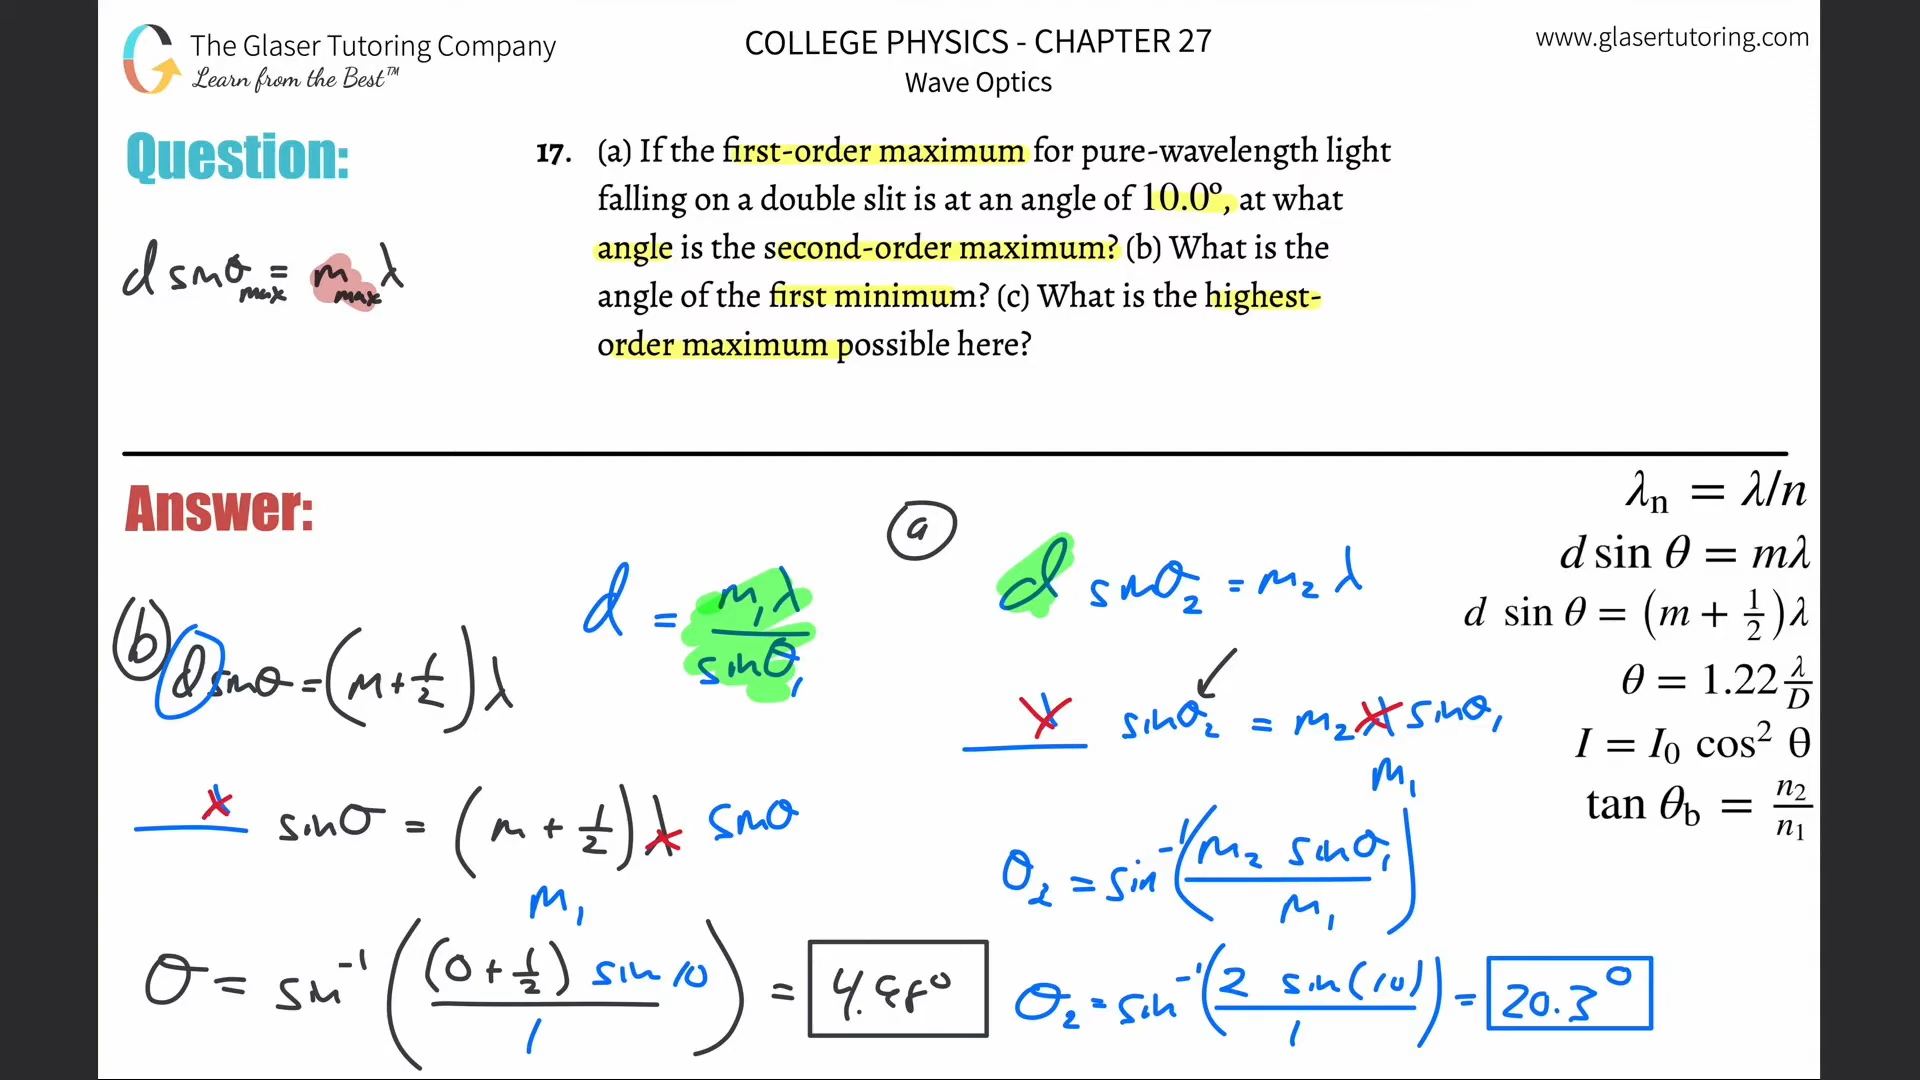 The Glaser Tutoring Company
Learn from the Best™
COLLEGE PHYSICS - CHAPTER 27
Wave Optics
www.glasertutoring.com
Question:
17. (a) If the first-order maximum for pure-wavelength light
falling on a double slit is at an angle of 10.0º, at what
angle is the second-order maximum? (b) What is the
angle of the first minimum? (c) What is the highest-
order maximum possible here?
d sinθ_max = m_max λ
Answer:
λn = λ/n
d sin θ = mλ
d sin θ = (m + 1/2)λ
θ = 1.22 λ/D
I = I0 cos² θ
tan θb = n2/n1
(a)
d = m₁λ / sinθ₁
d sinθ₂ = m₂ λ
λ sinθ₂ = m₂ λ sinθ₁
m₁
θ₂ = sin⁻¹(m₂ sinθ₁ / m₁)
θ₂ = sin⁻¹(2 sin(10) / 1) = 20.3°
(b) d sinθ = (m + 1/2) λ
λ sinθ = (m + 1/2) λ sinθ
m₁
θ = sin⁻¹((0 + 1/2) sin 10 / 1) = 4.98°